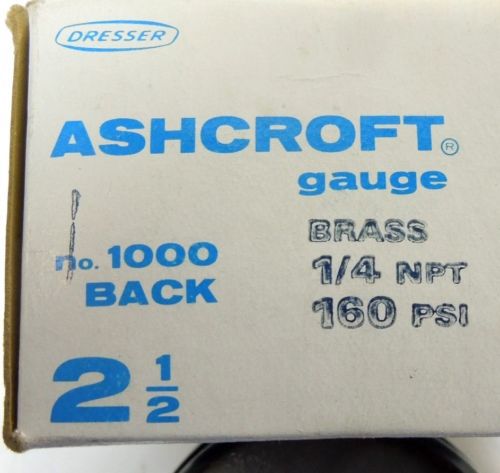 DRESSER
ASHCROFT®
gauge
no. 1000
BACK
BRASS
1/4 NPT
160 PSI
2 1/2